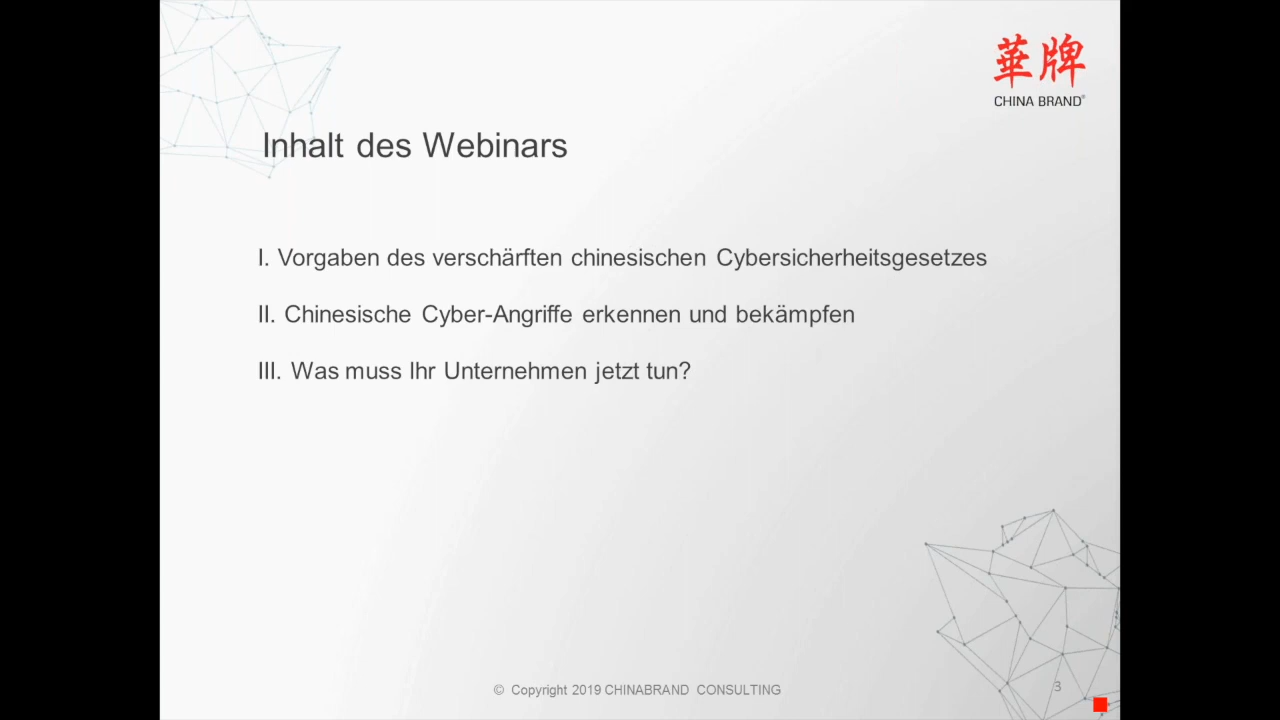 華牌
CHINA BRAND®
Inhalt des Webinars
I. Vorgaben des verschärften chinesischen Cybersicherheitsgesetzes
II. Chinesische Cyber-Angriffe erkennen und bekämpfen
III. Was muss Ihr Unternehmen jetzt tun?
© Copyright 2019 CHINABRAND CONSULTING
3